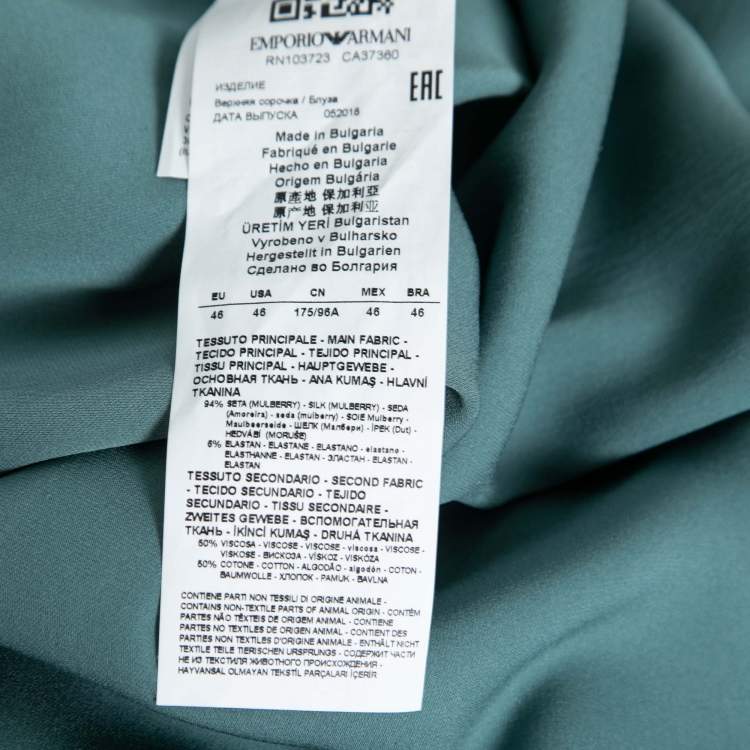 EMPORIO ARMANI
RN103723 CA37360
EAC
ИЗДЕЛИЕ
Верхняя сорочка / Блуза
ДАТА ВЫПУСКА 052018
Made in Bulgaria
Fabriqué en Bulgarie
Hecho en Bulgaria
Origem Bulgária
原產地 保加利亞
原产地 保加利亚
ÜRETİM YERİ Bulgaristan
Vyrobeno v Bulharsko
Hergestellt in Bulgarien
Сделано во Болгария
EU USA CN MEX BRA
46 46 175/96A 46 46
TESSUTO PRINCIPALE - MAIN FABRIC -
TECIDO PRINCIPAL - TEJIDO PRINCIPAL -
TISSU PRINCIPAL - HAUPTGEWEBE -
ОСНОВНАЯ ТКАНЬ - ANA KUMAŞ - HLAVNÍ
TKANINA
94% SETA (MULBERRY) - SILK (MULBERRY) - SEDA
(Amoreira) - seda (mulberry) - SOIE Mulberry -
Maulbeerseide - ШЕЛК (Малбери) - İPEK (Dut) -
HEDVÁBÍ (MORUŠE)
6% ELASTAN - ELASTANE - ELASTANO - elastano -
ELASTHANNE - ELASTAN - ЭЛАСТАН - ELASTAN -
ELASTAN
TESSUTO SECONDARIO - SECOND FABRIC
- TECIDO SECUNDARIO - TEJIDO
SECUNDARIO - TISSU SECONDAIRE -
ZWEITES GEWEBE - ВСПОМОГАТЕЛЬНАЯ
ТКАНЬ - İKİNCİ KUMAŞ - DRUHÁ TKANINA
50% VISCOSA - VISCOSE - VISCOSE - viscosa - VISCOSE -
VISKOSE - ВИСКОЗА - VİSKOZ - VISKÓZA
50% COTONE - COTTON - ALGODÃO - algodón - COTON -
BAUMWOLLE - ХЛОПОК - PAMUK - BAVLNA
CONTIENE PARTI NON TESSILI DI ORIGINE ANIMALE -
CONTAINS NON-TEXTILE PARTS OF ANIMAL ORIGIN - CONTÉM
PARTES NÃO TÊXTEIS DE ORIGEM ANIMAL - CONTIENE
PARTES NO TEXTILES DE ORIGEN ANIMAL - CONTIENT DES
PARTIES NON TEXTILES D'ORIGINE ANIMALE - ENTHÄLT NICHT
TEXTILE TEILE TIERISCHEN URSPRUNGS - СОДЕРЖИТ ЧАСТИ
НЕ ИЗ ТЕКСТИЛЯ ЖИВОТНОГО ПРОИСХОЖДЕНИЯ -
HAYVANSAL OLMAYAN TEKSTİL PARÇALARI İÇERİR